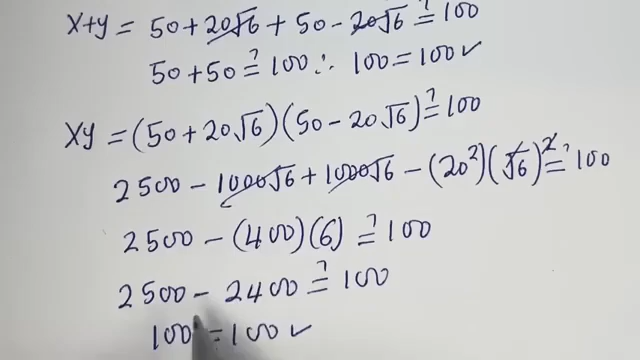 x+y = 50 + 20√6 + 50 - 20√6 ≟ 100
50 + 50 ≟ 100 ∴ 100 = 100 ✓
xy = (50 + 20√6)(50 - 20√6) ≟ 100
2500 - 1000√6 + 1000√6 - (20²)(√6)² ≟ 100
2500 - (400)(6) ≟ 100
2500 - 2400 ≟ 100
100 = 100 ✓